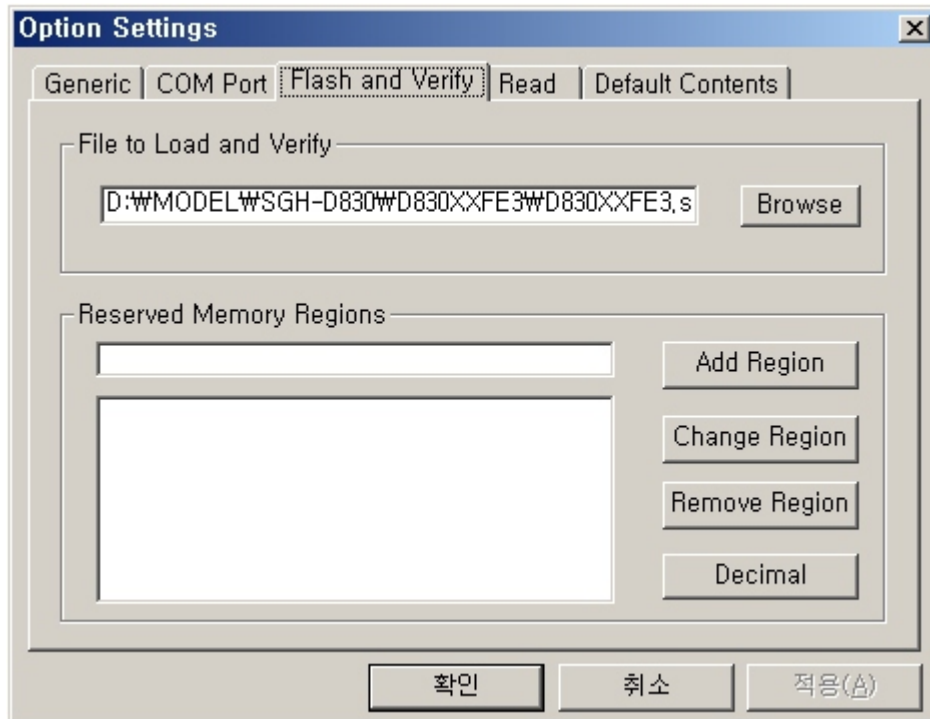 Option Settings
Generic COM Port Flash and Verify Read Default Contents
File to Load and Verify
D:₩MODEL₩SGH-D830₩D830XXFE3₩D830XXFE3.s
Browse
Reserved Memory Regions
Add Region
Change Region
Remove Region
Decimal
확인 취소 적용(A)